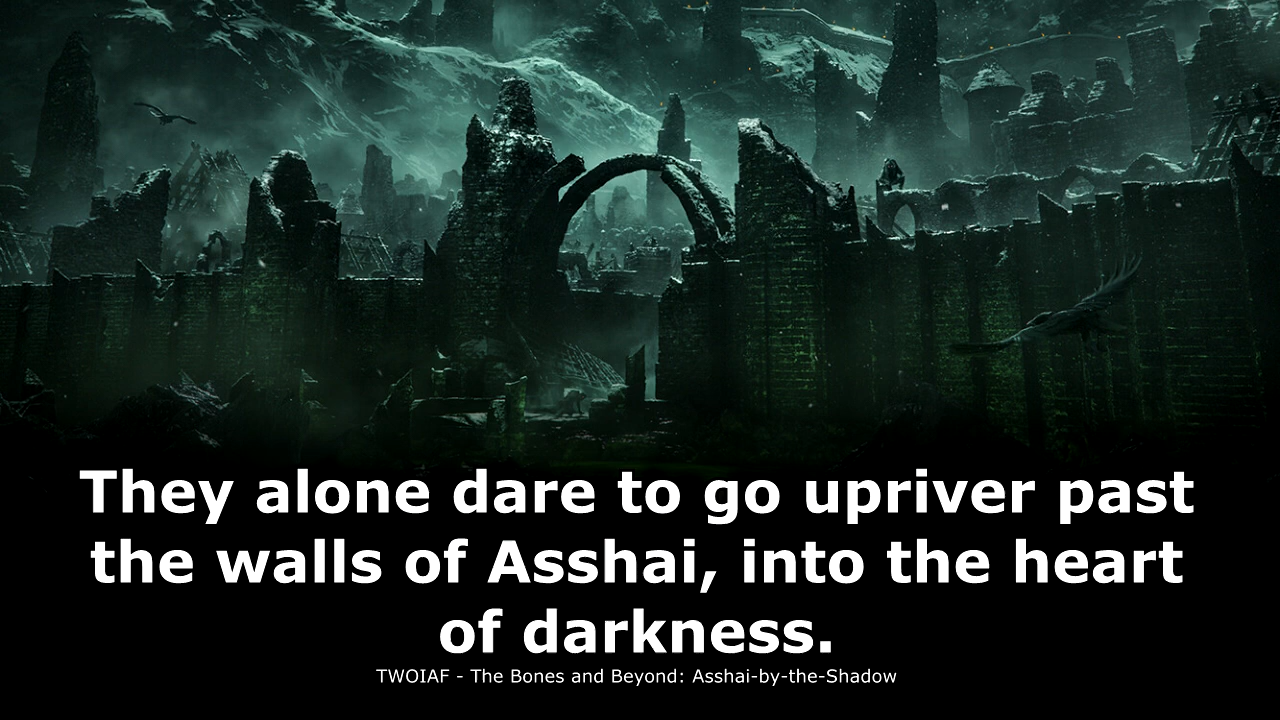 They alone dare to go upriver past
the walls of Asshai, into the heart
of darkness.
TWOIAF - The Bones and Beyond: Asshai-by-the-Shadow